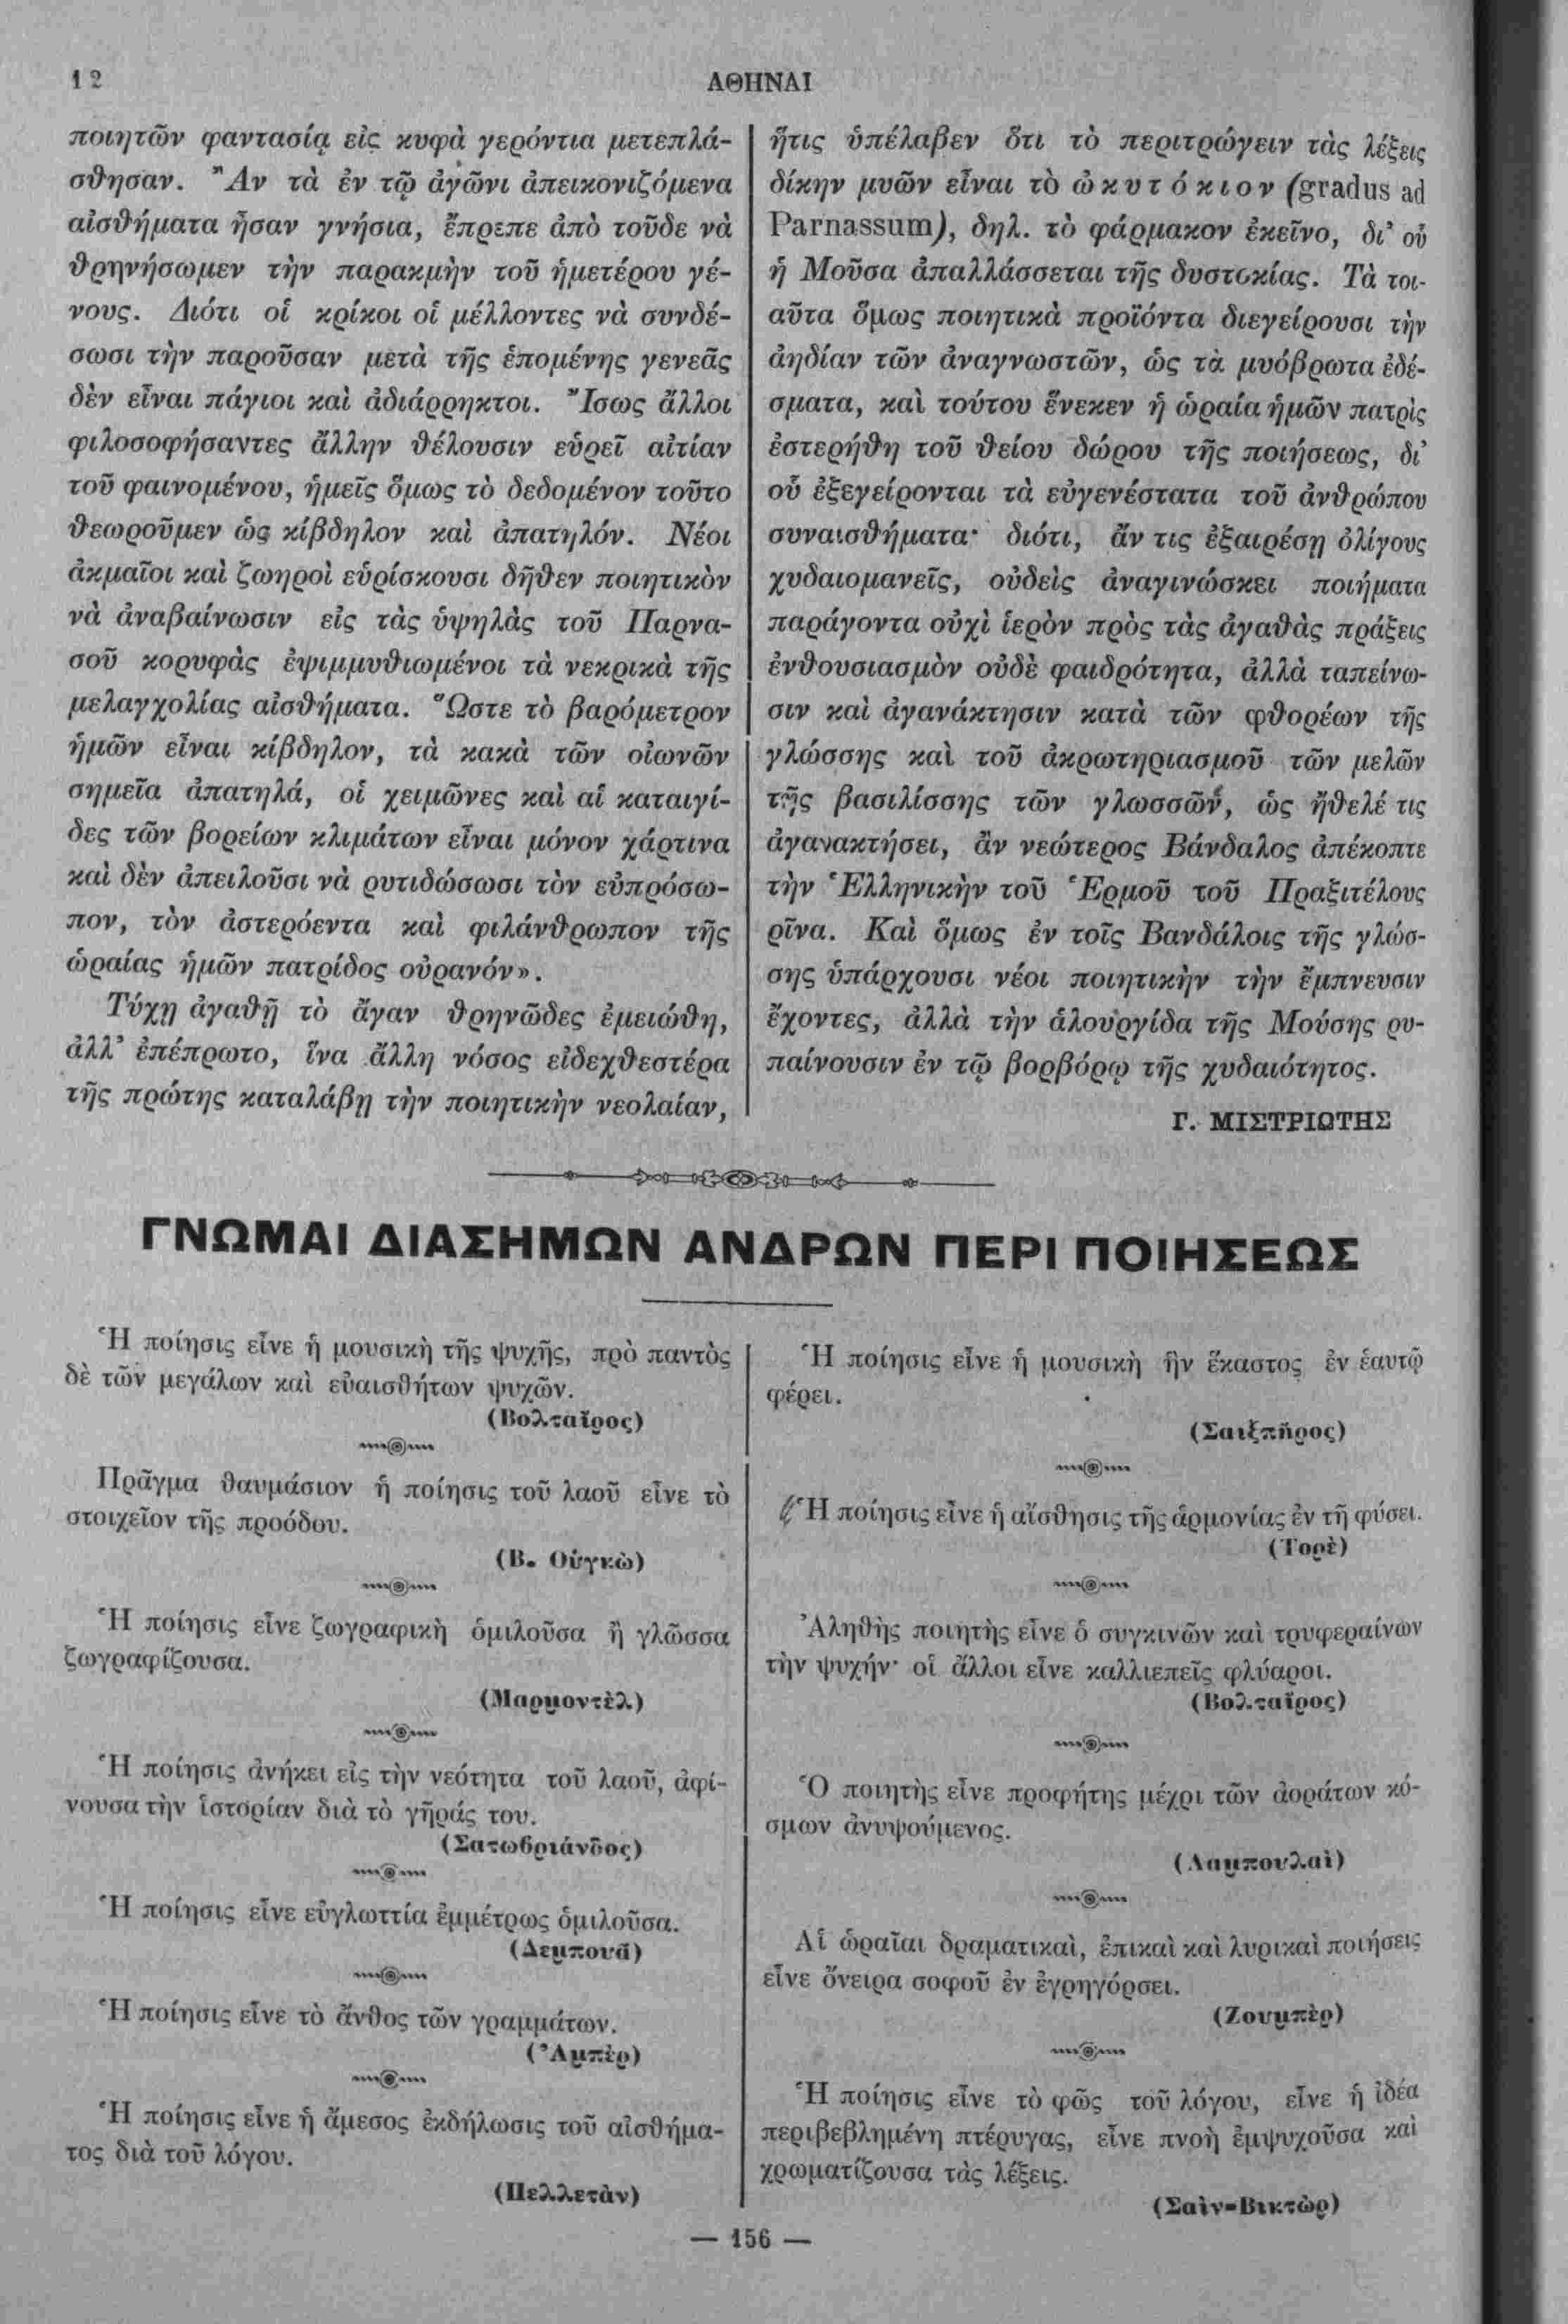 12
ΑΘΗΝΑΙ
ποιητῶν φαντασίᾳ εἰς κυφὰ γερόντια μετεπλά-
σθησαν. Ἂν τὰ ἐν τῷ ἀγῶνι ἀπεικονιζόμενα
αἰσθήματα ἦσαν γνήσια, ἔπρεπε ἀπὸ τοῦδε νὰ
θρηνήσωμεν τὴν παρακμὴν τοῦ ἡμετέρου γέ-
νους. Διότι οἱ κρίκοι οἱ μέλλοντες νὰ συνδέ-
σωσι τὴν παροῦσαν μετὰ τῆς ἑπομένης γενεᾶς
δὲν εἶναι πάγιοι καὶ ἀδιάρρηκτοι. Ἴσως ἄλλοι
φιλοσοφήσαντες ἄλλην θέλουσιν εὑρεῖ αἰτίαν
τοῦ φαινομένου, ἡμεῖς ὅμως τὸ δεδομένον τοῦτο
θεωροῦμεν ὡς κίβδηλον καὶ ἀπατηλόν. Νέοι
ἀκμαῖοι καὶ ζωηροὶ εὑρίσκουσι δῆθεν ποιητικὸν
νὰ ἀναβαίνωσιν εἰς τὰς ὑψηλὰς τοῦ Παρνα-
σοῦ κορυφὰς ἐψιμμυθιωμένοι τὰ νεκρικὰ τῆς
μελαγχολίας αἰσθήματα. Ὥστε τὸ βαρόμετρον
ἡμῶν εἶναι κίβδηλον, τὰ κακὰ τῶν οἰωνῶν
σημεῖα ἀπατηλά, οἱ χειμῶνες καὶ αἱ καταιγί-
δες τῶν βορείων κλιμάτων εἶναι μόνον χάρτινα
καὶ δὲν ἀπειλοῦσι νὰ ρυτιδώσωσι τὸν εὐπρόσω-
πον, τὸν ἀστερόεντα καὶ φιλάνθρωπον τῆς
ὡραίας ἡμῶν πατρίδος οὐρανόν».
Τύχῃ ἀγαθῇ τὸ ἄγαν θρηνῶδες ἐμειώθη,
ἀλλ' ἐπέπρωτο, ἵνα ἄλλη νόσος εἰδεχθεστέρα
τῆς πρώτης καταλάβῃ τὴν ποιητικὴν νεολαίαν,
ἥτις ὑπέλαβεν ὅτι τὸ περιτρώγειν τὰς λέξεις
δίκην μυῶν εἶναι τὸ ὠκυτόκιον (gradus ad
Parnassum), δηλ. τὸ φάρμακον ἐκεῖνο, δι' οὗ
ἡ Μοῦσα ἀπαλλάσσεται τῆς δυστοκίας. Τὰ τοι-
αῦτα ὅμως ποιητικὰ προϊόντα διεγείρουσι τὴν
ἀηδίαν τῶν ἀναγνωστῶν, ὡς τὰ μυόβρωτα ἐδέ-
σματα, καὶ τούτου ἕνεκεν ἡ ὡραία ἡμῶν πατρὶς
ἐστερήθη τοῦ θείου δώρου τῆς ποιήσεως, δι'
οὗ ἐξεγείρονται τὰ εὐγενέστατα τοῦ ἀνθρώπου
συναισθήματα· διότι, ἄν τις ἐξαιρέσῃ ὀλίγους
χυδαιομανεῖς, οὐδεὶς ἀναγινώσκει ποιήματα
παράγοντα οὐχὶ ἱερὸν πρὸς τὰς ἀγαθὰς πράξεις
ἐνθουσιασμὸν οὐδὲ φαιδρότητα, ἀλλὰ ταπείνω-
σιν καὶ ἀγανάκτησιν κατὰ τῶν φθορέων τῆς
γλώσσης καὶ τοῦ ἀκρωτηριασμοῦ τῶν μελῶν
τῆς βασιλίσσης τῶν γλωσσῶν, ὡς ἤθελέ τις
ἀγανακτήσει, ἂν νεώτερος Βάνδαλος ἀπέκοπτε
τὴν Ἑλληνικὴν τοῦ Ἑρμοῦ τοῦ Πραξιτέλους
ρῖνα. Καὶ ὅμως ἐν τοῖς Βανδάλοις τῆς γλώσ-
σης ὑπάρχουσι νέοι ποιητικὴν τὴν ἔμπνευσιν
ἔχοντες, ἀλλὰ τὴν ἁλουργίδα τῆς Μούσης ρυ-
παίνουσιν ἐν τῷ βορβόρῳ τῆς χυδαιότητος.
Γ. ΜΙΣΤΡΙΩΤΗΣ
ΓΝΩΜΑΙ ΔΙΑΣΗΜΩΝ ΑΝΔΡΩΝ ΠΕΡΙ ΠΟΙΗΣΕΩΣ
Ἡ ποίησις εἶνε ἡ μουσικὴ τῆς ψυχῆς, πρὸ παντὸς
δὲ τῶν μεγάλων καὶ εὐαισθήτων ψυχῶν.
(Βολταῖρος)
Πρᾶγμα θαυμάσιον ἡ ποίησις τοῦ λαοῦ εἶνε τὸ
στοιχεῖον τῆς προόδου.
(Β. Οὑγκὼ)
Ἡ ποίησις εἶνε ζωγραφικὴ ὁμιλοῦσα ἢ γλῶσσα
ζωγραφίζουσα.
(Μαρμοντὲλ)
Ἡ ποίησις ἀνήκει εἰς τὴν νεότητα τοῦ λαοῦ, ἀφί-
νουσα τὴν ἱστορίαν διὰ τὸ γῆράς του.
(Σατωβριάνδος)
Ἡ ποίησις εἶνε εὐγλωττία ἐμμέτρως ὁμιλοῦσα.
(Δεμπουᾶ)
Ἡ ποίησις εἶνε τὸ ἄνθος τῶν γραμμάτων.
(Ἀμπὲρ)
Ἡ ποίησις εἶνε ἡ ἄμεσος ἐκδήλωσις τοῦ αἰσθήμα-
τος διὰ τοῦ λόγου.
(Πελλετὰν)
Ἡ ποίησις εἶνε ἡ μουσικὴ ἣν ἕκαστος ἐν ἑαυτῷ
φέρει.
(Σαιξπῆρος)
Ἡ ποίησις εἶνε ἡ αἴσθησις τῆς ἁρμονίας ἐν τῇ φύσει.
(Τορὲ)
Ἀληθὴς ποιητὴς εἶνε ὁ συγκινῶν καὶ τρυφεραίνων
τὴν ψυχήν· οἱ ἄλλοι εἶνε καλλιεπεῖς φλύαροι.
(Βολταῖρος)
Ὁ ποιητὴς εἶνε προφήτης μέχρι τῶν ἀοράτων κό-
σμων ἀνυψούμενος.
(Λαμπουλαὶ)
Αἱ ὡραῖαι δραματικαὶ, ἐπικαὶ καὶ λυρικαὶ ποιήσεις
εἶνε ὄνειρα σοφοῦ ἐν ἐγρηγόρσει.
(Ζουμπὲρ)
Ἡ ποίησις εἶνε τὸ φῶς τοῦ λόγου, εἶνε ἡ ἰδέα
περιβεβλημένη πτέρυγας, εἶνε πνοὴ ἐμψυχοῦσα καὶ
χρωματίζουσα τὰς λέξεις.
(Σαὶν-Βικτὼρ)
— 156 —